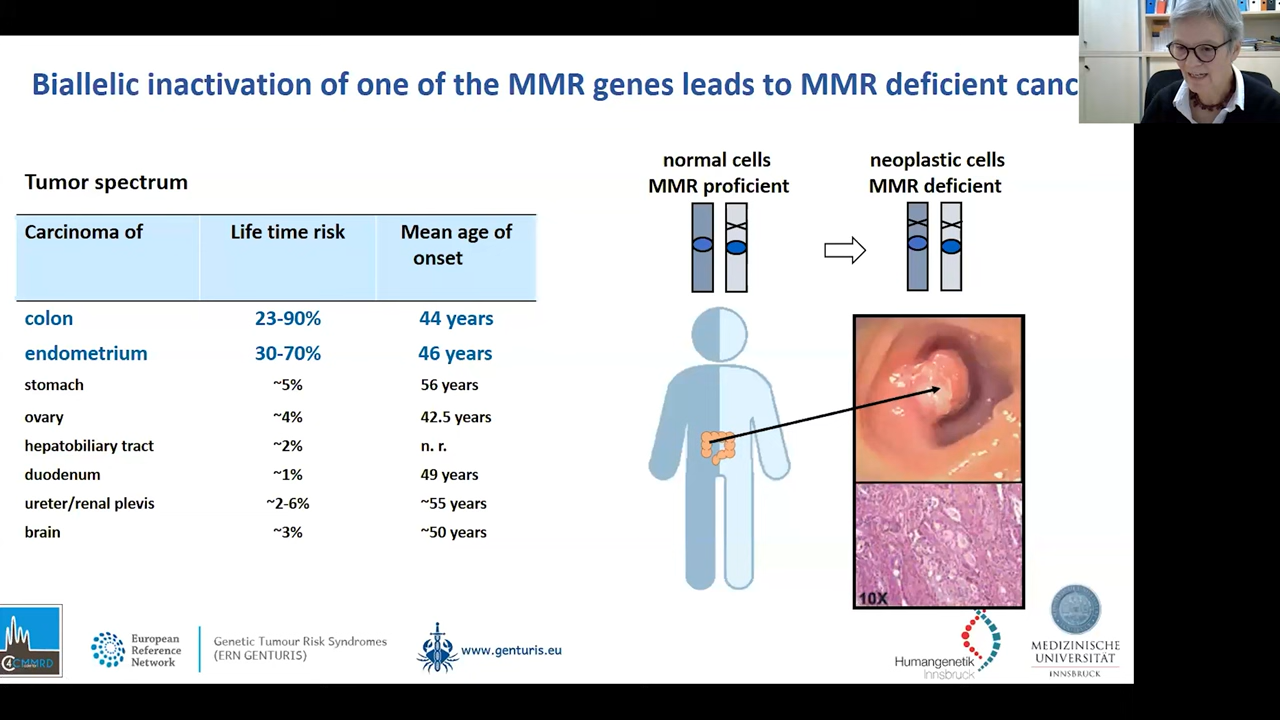 Biallelic inactivation of one of the MMR genes leads to MMR deficient canc
Tumor spectrum
Carcinoma of Life time risk Mean age of
onset
colon 23-90% 44 years
endometrium 30-70% 46 years
stomach ~5% 56 years
ovary ~4% 42.5 years
hepatobiliary tract ~2% n. r.
duodenum ~1% 49 years
ureter/renal plevis ~2-6% ~55 years
brain ~3% ~50 years
normal cells
MMR proficient
neoplastic cells
MMR deficient
10X
C4CMMRD
European
Reference
Network
Genetic Tumour Risk Syndromes
(ERN GENTURIS)
www.genturis.eu
Humangenetik
Innsbruck
MEDIZINISCHE
UNIVERSITÄT
INNSBRUCK